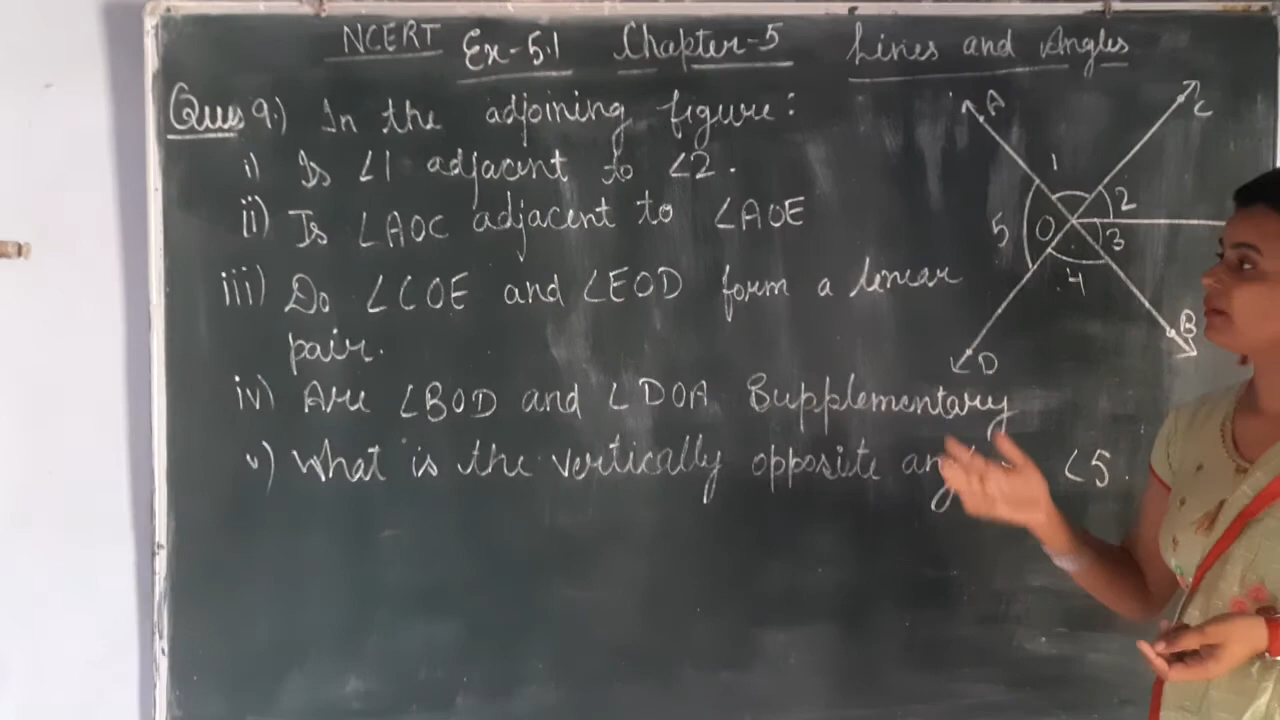 NCERT Ex-5.1 Chapter-5 Lines and Angles
Ques 9.) In the adjoining figure:
i) Is ∠1 adjacent to ∠2.
ii) Is ∠AOC adjacent to ∠AOE
iii) Do ∠COE and ∠EOD form a linear
pair.
iv) Are ∠BOD and ∠DOA Supplementary
v) What is the vertically opposite ∠5.
A
C
1
2
5
O
3
4
B
D